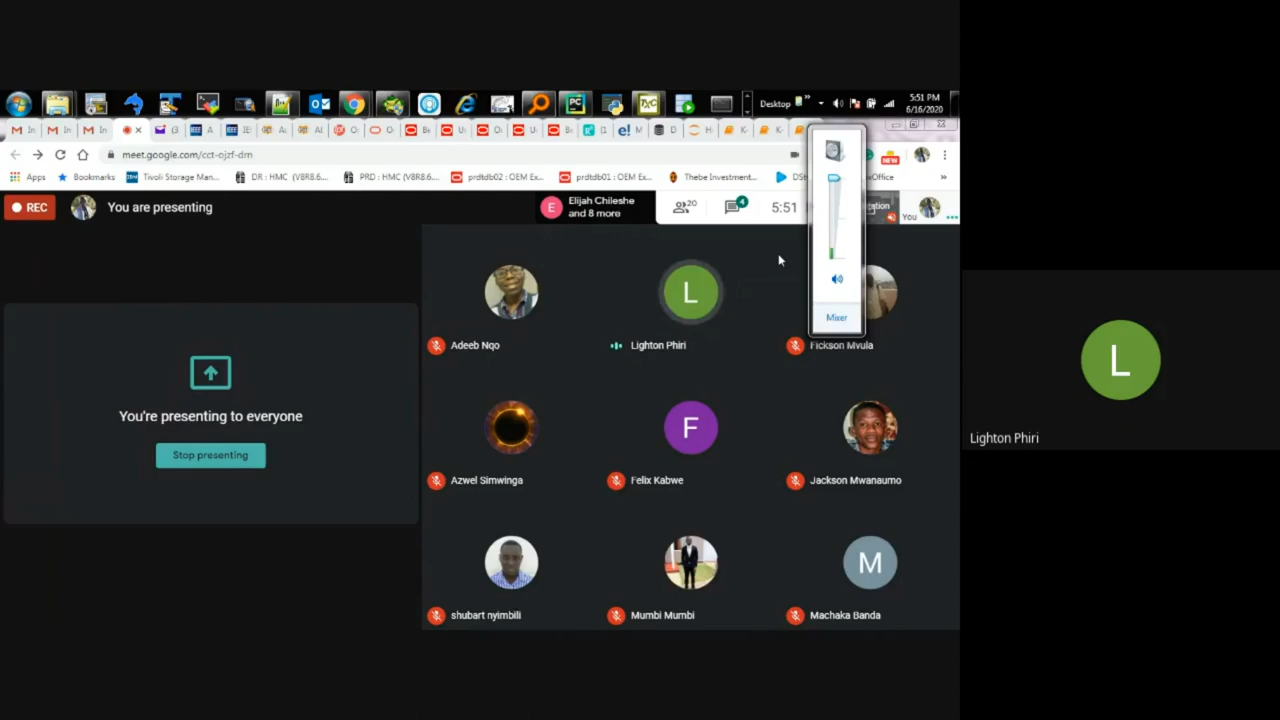 Desktop
»
5:51 PM
6/16/2020
meet.google.com/cct-ojzf-drn
NEW
Apps
Bookmarks
Tivoli Storage Man...
DR : HMC (V8R8.6...
PRD : HMC (V8R8.6...
prdtdb02 : OEM Ex...
prdtdb01 : OEM Ex...
Thebe Investment...
»
REC
You are presenting
E
Elijah Chileshe
and 8 more
20
4
5:51
You
L
Adeeb Nqo
Lighton Phiri
Fickson Mvula
Mixer
You're presenting to everyone
Stop presenting
F
Azwel Simwinga
Felix Kabwe
Jackson Mwanaumo
M
shubart nyimbili
Mumbi Mumbi
Machaka Banda
L
Lighton Phiri